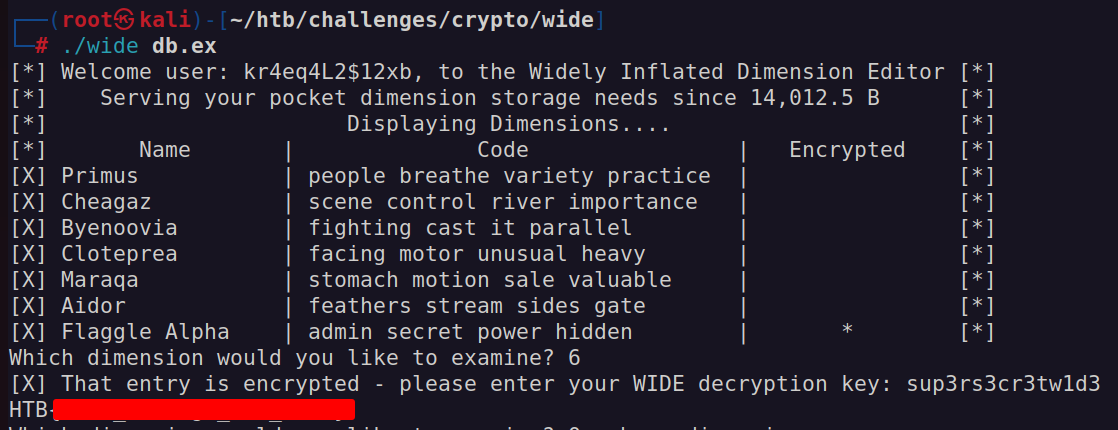 (root㉿kali)-[~/htb/challenges/crypto/wide]
# ./wide db.ex
[*] Welcome user: kr4eq4L2$12xb, to the Widely Inflated Dimension Editor [*]
[*] Serving your pocket dimension storage needs since 14,012.5 B [*]
[*] Displaying Dimensions.... [*]
[*] Name | Code | Encrypted [*]
[X] Primus | people breathe variety practice | [*]
[X] Cheagaz | scene control river importance | [*]
[X] Byenoovia | fighting cast it parallel | [*]
[X] Cloteprea | facing motor unusual heavy | [*]
[X] Maraqa | stomach motion sale valuable | [*]
[X] Aidor | feathers stream sides gate | [*]
[X] Flaggle Alpha | admin secret power hidden | * [*]
Which dimension would you like to examine? 6
[X] That entry is encrypted - please enter your WIDE decryption key: sup3rs3cr3tw1d3
HTB